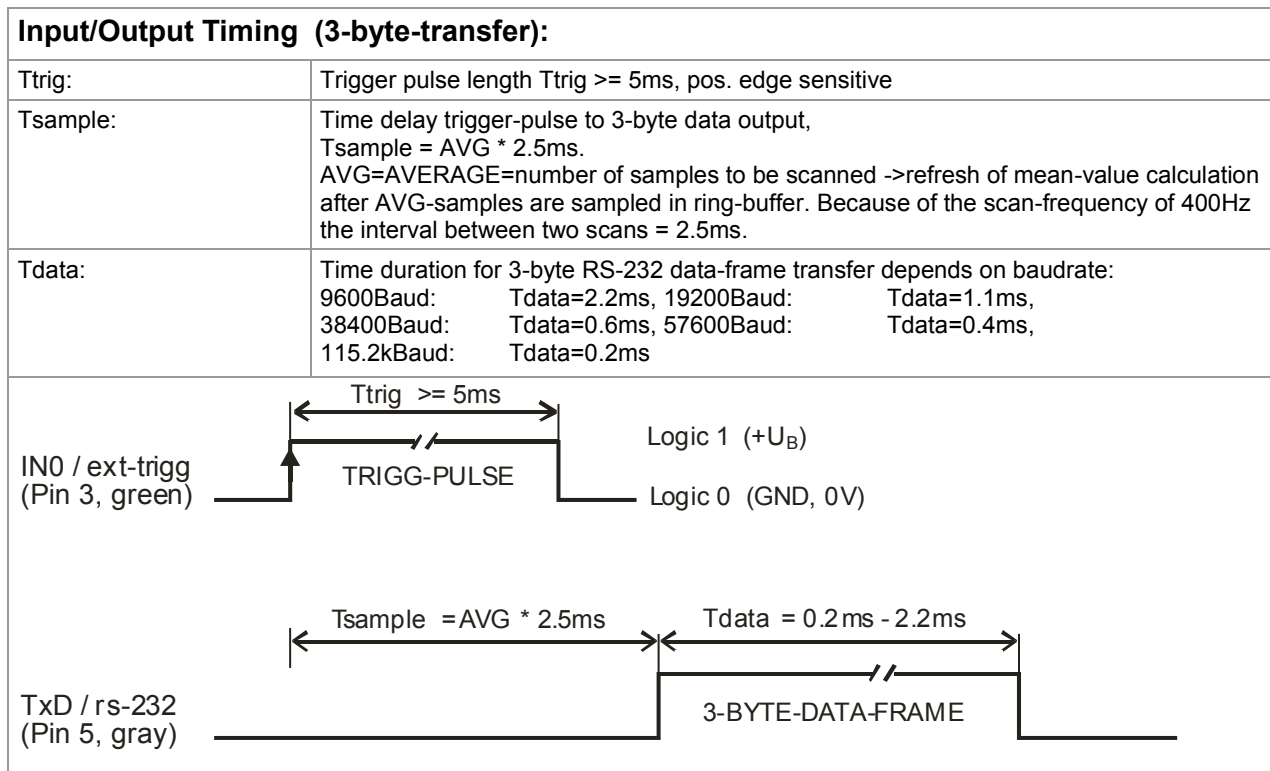 Input/Output Timing (3-byte-transfer):
Ttrig: Trigger pulse length Ttrig >= 5ms, pos. edge sensitive
Tsample: Time delay trigger-pulse to 3-byte data output,
Tsample = AVG * 2.5ms.
AVG=AVERAGE=number of samples to be scanned ->refresh of mean-value calculation
after AVG-samples are sampled in ring-buffer. Because of the scan-frequency of 400Hz
the interval between two scans = 2.5ms.
Tdata: Time duration for 3-byte RS-232 data-frame transfer depends on baudrate:
9600Baud: Tdata=2.2ms, 19200Baud: Tdata=1.1ms,
38400Baud: Tdata=0.6ms, 57600Baud: Tdata=0.4ms,
115.2kBaud: Tdata=0.2ms
Ttrig >= 5ms
IN0 / ext-trigg
(Pin 3, green)
TRIGG-PULSE
Logic 1 (+UB)
Logic 0 (GND, 0V)
Tsample =AVG * 2.5ms
Tdata = 0.2ms - 2.2ms
TxD / rs-232
(Pin 5, gray)
3-BYTE-DATA-FRAME